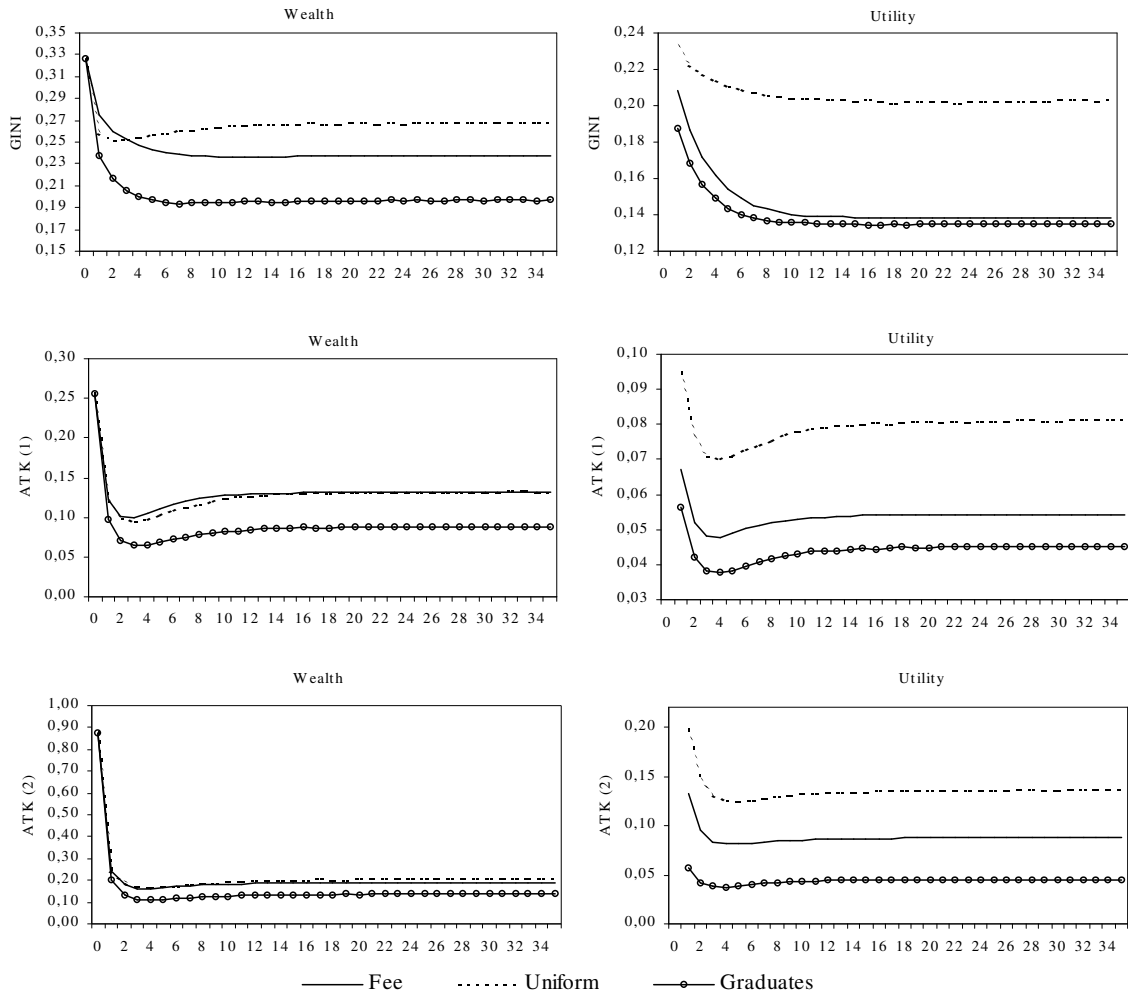 Wealth
GINI
0,35
0,33
0,31
0,29
0,27
0,25
0,23
0,21
0,19
0,17
0,15
0 2 4 6 8 10 12 14 16 18 20 22 24 26 28 30 32 34
Utility
GINI
0,24
0,22
0,20
0,18
0,16
0,14
0,12
0 2 4 6 8 10 12 14 16 18 20 22 24 26 28 30 32 34
Wealth
ATK (1)
0,30
0,25
0,20
0,15
0,10
0,05
0,00
0 2 4 6 8 10 12 14 16 18 20 22 24 26 28 30 32 34
Utility
ATK (1)
0,10
0,09
0,08
0,07
0,06
0,05
0,04
0,03
0 2 4 6 8 10 12 14 16 18 20 22 24 26 28 30 32 34
Wealth
ATK (2)
1,00
0,90
0,80
0,70
0,60
0,50
0,40
0,30
0,20
0,10
0,00
0 2 4 6 8 10 12 14 16 18 20 22 24 26 28 30 32 34
Utility
ATK (2)
0,20
0,15
0,10
0,05
0,00
0 2 4 6 8 10 12 14 16 18 20 22 24 26 28 30 32 34
Fee Uniform Graduates